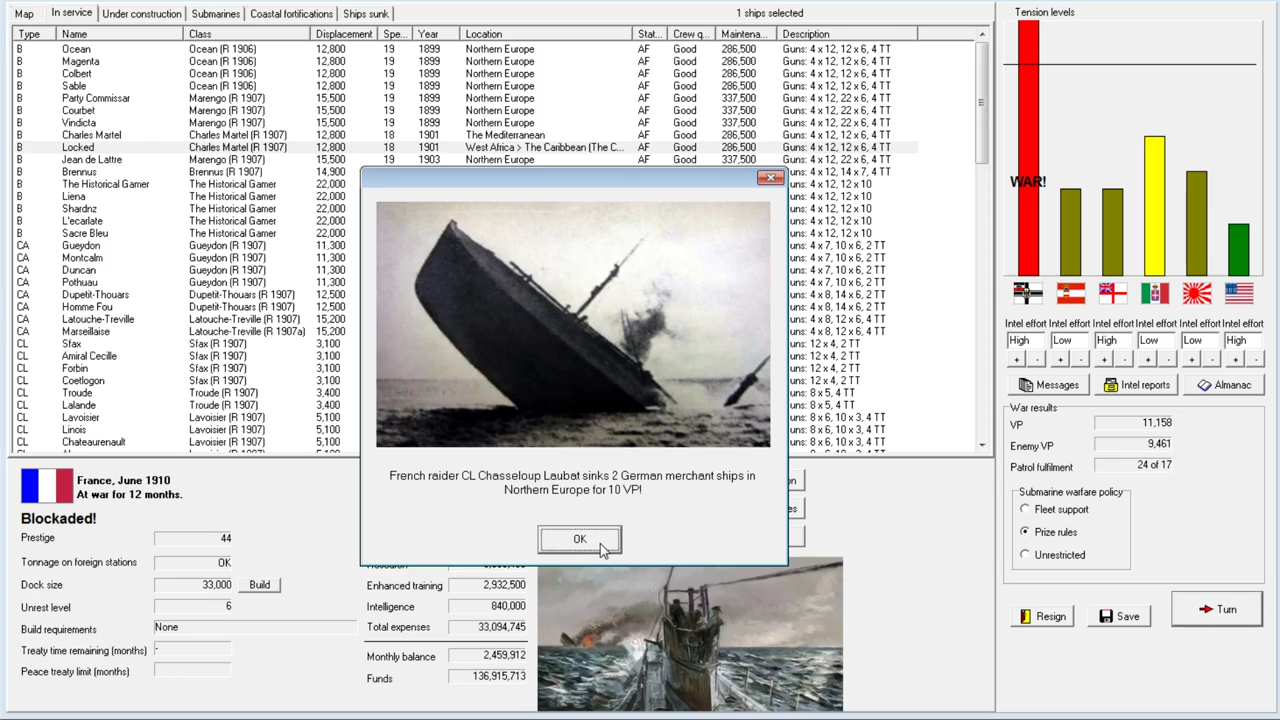 Map In service Under construction Submarines Coastal fortifications Ships sunk 1 ships selected Tension levels
Type Name Class Displacement Spe... Year Location Stat... Crew q... Maintena... Description
B Ocean Ocean (R 1906) 12,800 19 1899 Northern Europe AF Good 286,500 Guns: 4 x 12, 12 x 6, 4 TT
B Magenta Ocean (R 1906) 12,800 19 1899 Northern Europe AF Good 286,500 Guns: 4 x 12, 12 x 6, 4 TT
B Colbert Ocean (R 1906) 12,800 19 1899 Northern Europe AF Good 286,500 Guns: 4 x 12, 12 x 6, 4 TT
B Sable Ocean (R 1906) 12,800 19 1899 Northern Europe AF Good 286,500 Guns: 4 x 12, 12 x 6, 4 TT
B Party Commissar Marengo (R 1907) 15,500 19 1899 Northern Europe AF Good 337,500 Guns: 4 x 12, 22 x 6, 4 TT
B Courbet Marengo (R 1907) 15,500 19 1899 Northern Europe AF Good 337,500 Guns: 4 x 12, 22 x 6, 4 TT
B Vindicta Marengo (R 1907) 15,500 19 1899 Northern Europe AF Good 337,500 Guns: 4 x 12, 22 x 6, 4 TT
B Charles Martel Charles Martel (R 1907) 12,800 18 1901 The Mediterranean AF Good 286,500 Guns: 4 x 12, 12 x 6, 4 TT
B Locked Charles Martel (R 1907) 12,800 18 1901 West Africa > The Caribbean (The C... AF Good 286,500 Guns: 4 x 12, 12 x 6, 4 TT
B Jean de Lattre Marengo (R 1907) 15,500 19 1903 Northern Europe AF Good 337,500 Guns: 4 x 12, 22 x 6, 4 TT
B Brennus Brennus (R 1907) 14,900 uns: 4 x 12, 14 x 7, 4 TT
B The Historical Gamer The Historical Gamer 22,000 uns: 4 x 12, 12 x 10
B Liena The Historical Gamer 22,000 uns: 4 x 12, 12 x 10
B Shardnz The Historical Gamer 22,000 uns: 4 x 12, 12 x 10
B L'ecarlate The Historical Gamer 22,000 uns: 4 x 12, 12 x 10
B Sacre Bleu The Historical Gamer 22,000 uns: 4 x 12, 12 x 10
CA Gueydon Gueydon (R 1907) 11,300 uns: 4 x 7, 10 x 6, 2 TT
CA Montcalm Gueydon (R 1907) 11,300 uns: 4 x 7, 10 x 6, 2 TT
CA Duncan Gueydon (R 1907) 11,300 uns: 4 x 7, 10 x 6, 2 TT
CA Pothuau Gueydon (R 1907) 11,300 uns: 4 x 7, 10 x 6, 2 TT
CA Dupetit-Thouars Dupetit-Thouars (R 1907) 12,500 uns: 4 x 8, 14 x 6, 2 TT
CA Homme Fou Dupetit-Thouars (R 1907) 12,500 uns: 4 x 8, 14 x 6, 2 TT
CA Latouche-Treville Latouche-Treville (R 1907) 15,200 uns: 4 x 8, 12 x 6, 4 TT
CA Marseillaise Latouche-Treville (R 1907a) 15,200 uns: 4 x 8, 12 x 6, 4 TT
CL Sfax Sfax (R 1907) 3,100 uns: 12 x 4, 2 TT
CL Amiral Cecille Sfax (R 1907) 3,100 uns: 12 x 4, 2 TT
CL Forbin Sfax (R 1907) 3,100 uns: 12 x 4, 2 TT
CL Coetlogon Sfax (R 1907) 3,100 uns: 12 x 4, 2 TT
CL Troude Troude (R 1907) 3,400 uns: 8 x 5, 4 TT
CL Lalande Troude (R 1907) 3,400 uns: 8 x 5, 4 TT
CL Lavoisier Lavoisier (R 1907) 5,100 uns: 8 x 6, 10 x 3, 4 TT
CL Linois Lavoisier (R 1907) 5,100 uns: 8 x 6, 10 x 3, 4 TT
CL Chateaurenault Lavoisier (R 1907) 5,100 uns: 8 x 6, 10 x 3, 4 TT
WAR!
Intel effort Intel effort Intel effort Intel effort Intel effort Intel effort
High Low High Low Low High
+ - + - + - + - + - + -
Messages Intel reports Almanac
War results
VP 11,158
Enemy VP 9,461
Patrol fulfilment 24 of 17
Submarine warfare policy
Fleet support
Prize rules
Unrestricted
Resign Save Turn
French raider CL Chasseloup Laubat sinks 2 German merchant ships in
Northern Europe for 10 VP!
OK
France, June 1910
At war for 12 months.
Blockaded!
Prestige 44
Tonnage on foreign stations OK
Dock size 33,000 Build
Unrest level 6
Build requirements None
Treaty time remaining (months) -
Peace treaty limit (months)
Enhanced training 2,932,500
Intelligence 840,000
Total expenses 33,094,745
Monthly balance 2,459,912
Funds 136,915,713